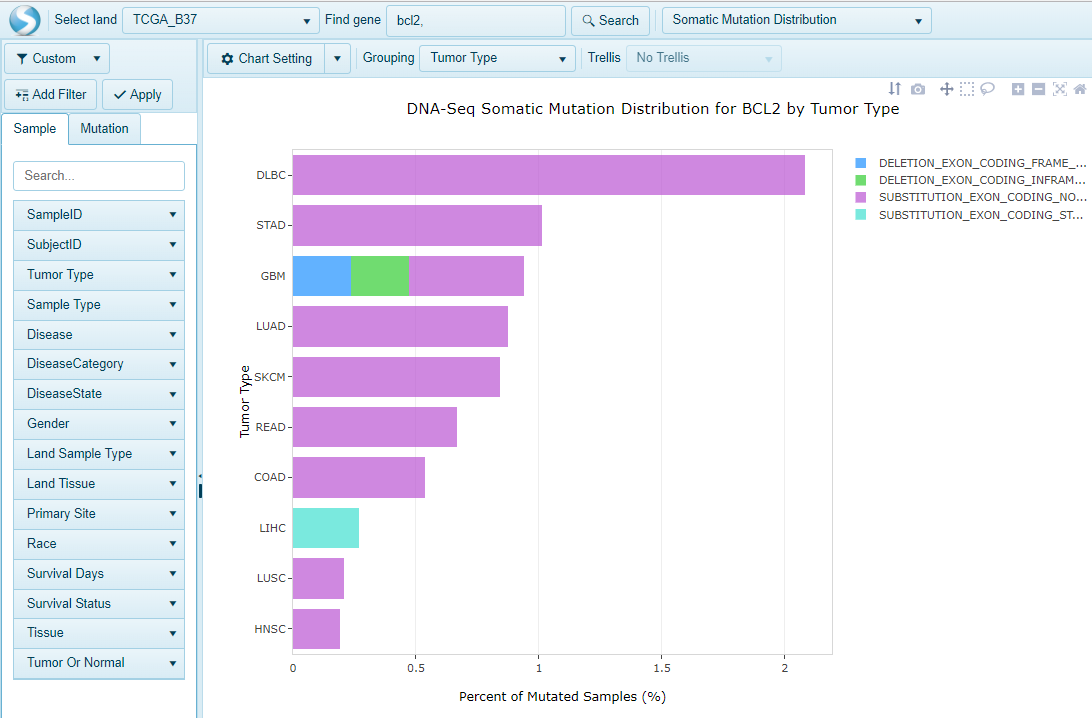 Select land TCGA_B37 Find gene bcl2, Search Somatic Mutation Distribution
Custom Chart Setting Grouping Tumor Type Trellis No Trellis
Add Filter Apply
Sample Mutation
Search...
SampleID
SubjectID
Tumor Type
Sample Type
Disease
DiseaseCategory
DiseaseState
Gender
Land Sample Type
Land Tissue
Primary Site
Race
Survival Days
Survival Status
Tissue
Tumor Or Normal
DNA-Seq Somatic Mutation Distribution for BCL2 by Tumor Type
Tumor Type
DLBC
STAD
GBM
LUAD
SKCM
READ
COAD
LIHC
LUSC
HNSC
0 0.5 1 1.5 2
Percent of Mutated Samples (%)
DELETION_EXON_CODING_FRAME_...
DELETION_EXON_CODING_INFRAM...
SUBSTITUTION_EXON_CODING_NO...
SUBSTITUTION_EXON_CODING_ST...